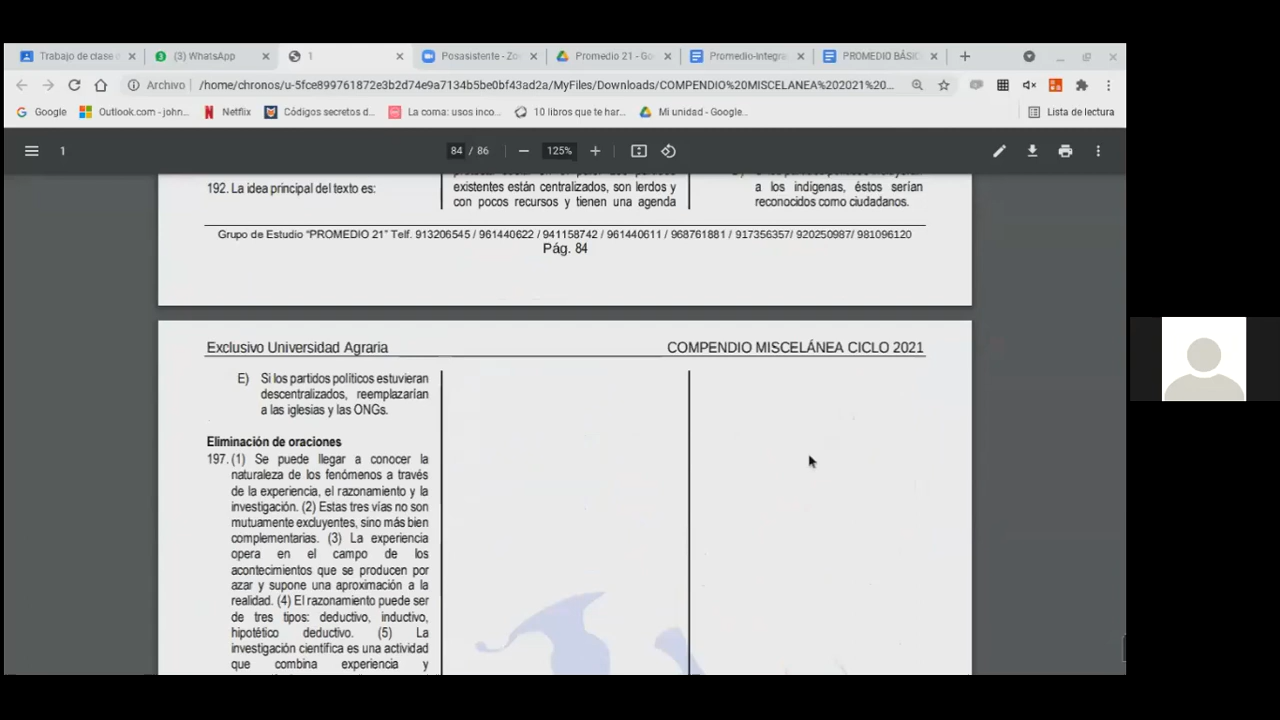 Trabajo de clase d
(3) WhatsApp
1
Posasistente - Zo
Promedio 21 - Go
Promedio-Integra
PROMEDIO BÁSIC
Archivo
/home/chronos/u-5fce899761872e3b2d74e9a7134b5be0bf43ad2a/MyFiles/Downloads/COMPENDIO%20MISCELANEA%202021%20...
Google
Outlook.com - john...
Netflix
Códigos secretos d...
La coma: usos inco...
10 libros que te har...
Mi unidad - Google...
Lista de lectura
1
84 / 86
125%
192. La idea principal del texto es:
existentes están centralizados, son lerdos y
con pocos recursos y tienen una agenda
a los indígenas, éstos serían
reconocidos como ciudadanos.
Grupo de Estudio "PROMEDIO 21" Telf. 913206545 / 961440622 / 941158742 / 961440611 / 968761881 / 917356357/ 920250987/ 981096120
Pág. 84
Exclusivo Universidad Agraria
COMPENDIO MISCELÁNEA CICLO 2021
E) Si los partidos políticos estuvieran
descentralizados, reemplazarían
a las iglesias y las ONGs.
Eliminación de oraciones
197. (1) Se puede llegar a conocer la
naturaleza de los fenómenos a través
de la experiencia, el razonamiento y la
investigación. (2) Estas tres vías no son
mutuamente excluyentes, sino más bien
complementarias. (3) La experiencia
opera en el campo de los
acontecimientos que se producen por
azar y supone una aproximación a la
realidad. (4) El razonamiento puede ser
de tres tipos: deductivo, inductivo,
hipotético deductivo. (5) La
investigación científica es una actividad
que combina experiencia y